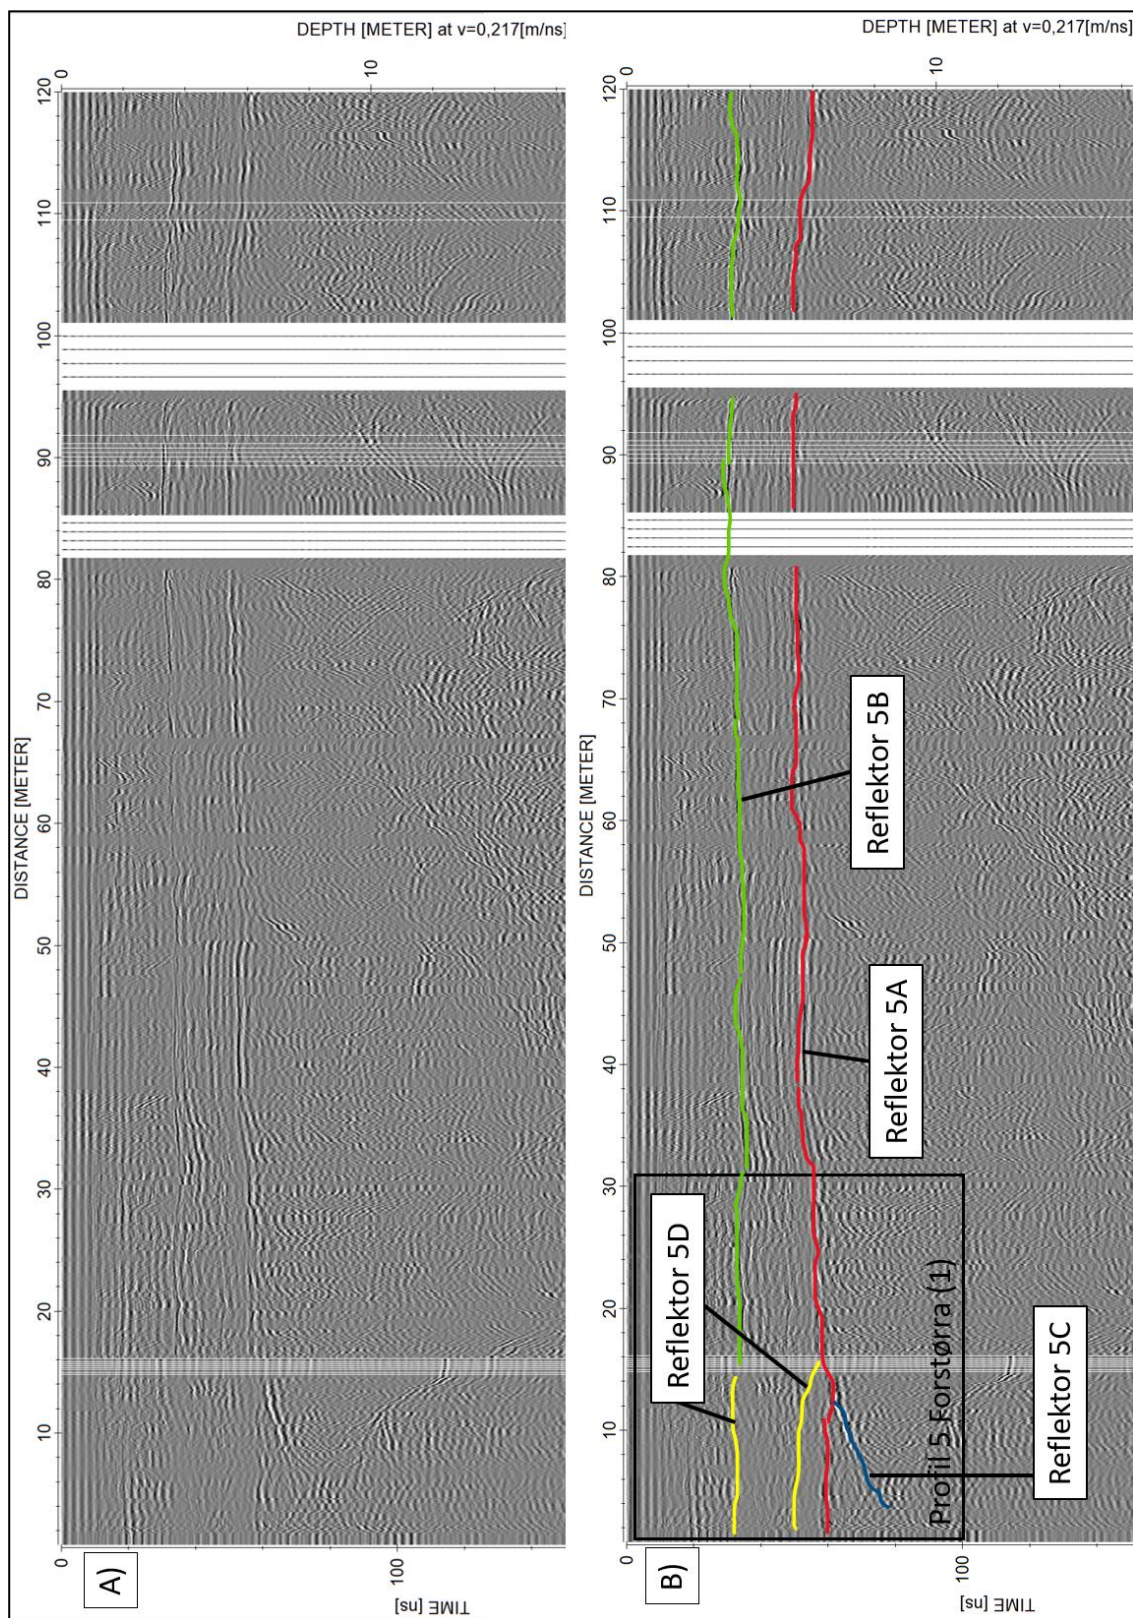 A)
DISTANCE [METER]
0
10
20
30
40
50
60
70
80
90
100
110
120
TIME [ns]
0
100
DEPTH [METER] at v=0,217[m/ns]
0
10
B)
DISTANCE [METER]
10
20
30
40
50
60
70
80
90
100
110
120
TIME [ns]
0
100
DEPTH [METER] at v=0,217[m/ns]
0
10
Reflektor 5D
Reflektor 5B
Reflektor 5A
Profil 5 Forstørra (1)
Reflektor 5C